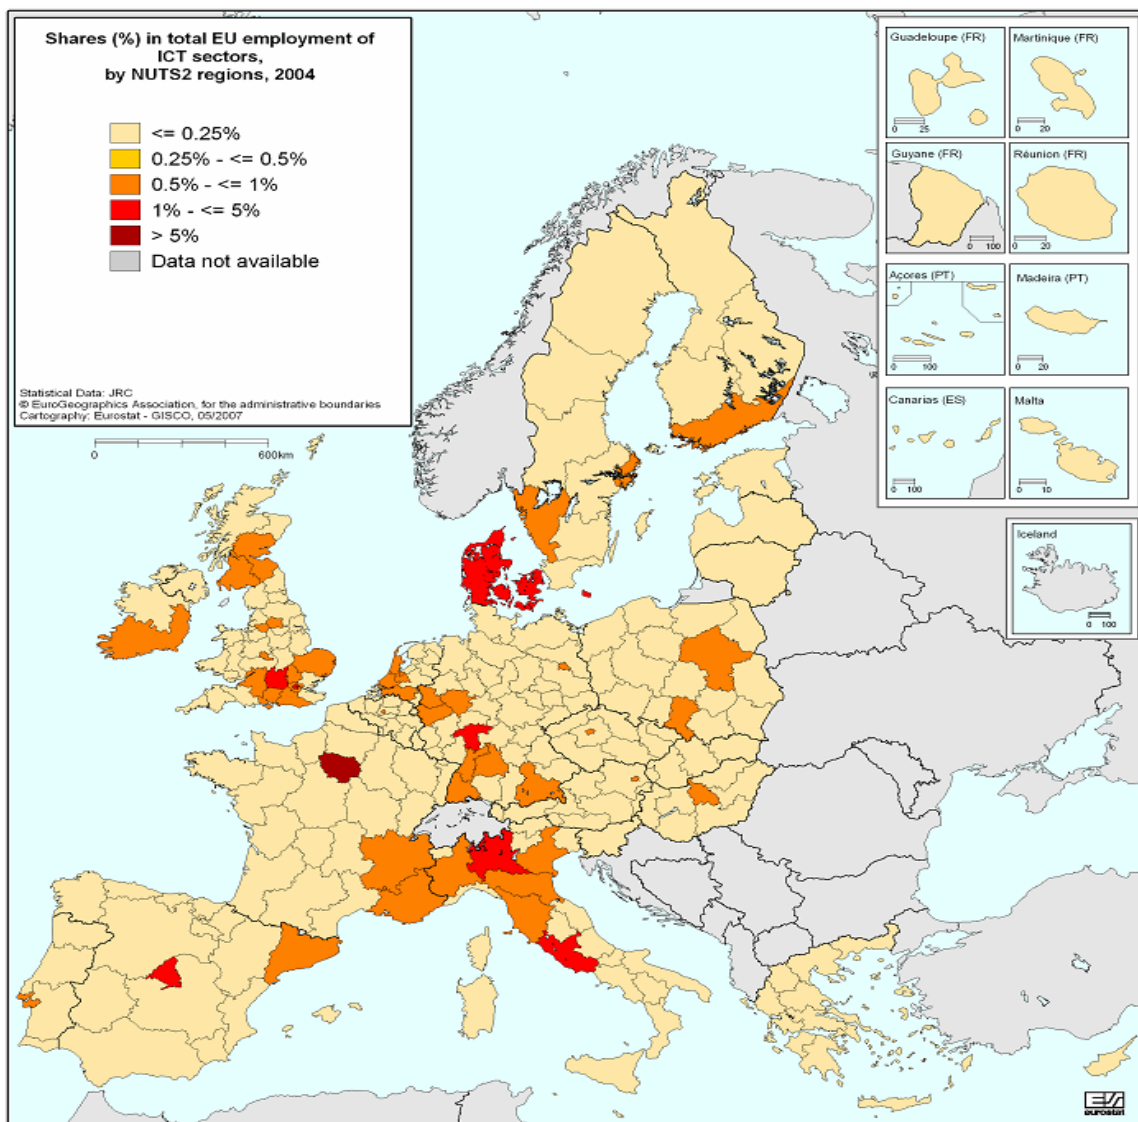 Shares (%) in total EU employment of
ICT sectors,
by NUTS2 regions, 2004
<= 0.25%
0.25% - <= 0.5%
0.5% - <= 1%
1% - <= 5%
> 5%
Data not available
Statistical Data: JRC
© EuroGeographics Association, for the administrative boundaries
Cartography: Eurostat - GISCO, 05/2007
0 600km
Guadeloupe (FR)
0 25
Martinique (FR)
0 20
Guyane (FR)
0 100
Réunion (FR)
0 20
Açores (PT)
0 100
Madeira (PT)
0 20
Canarias (ES)
0 100
Malta
0 10
Iceland
0 100
eurostat